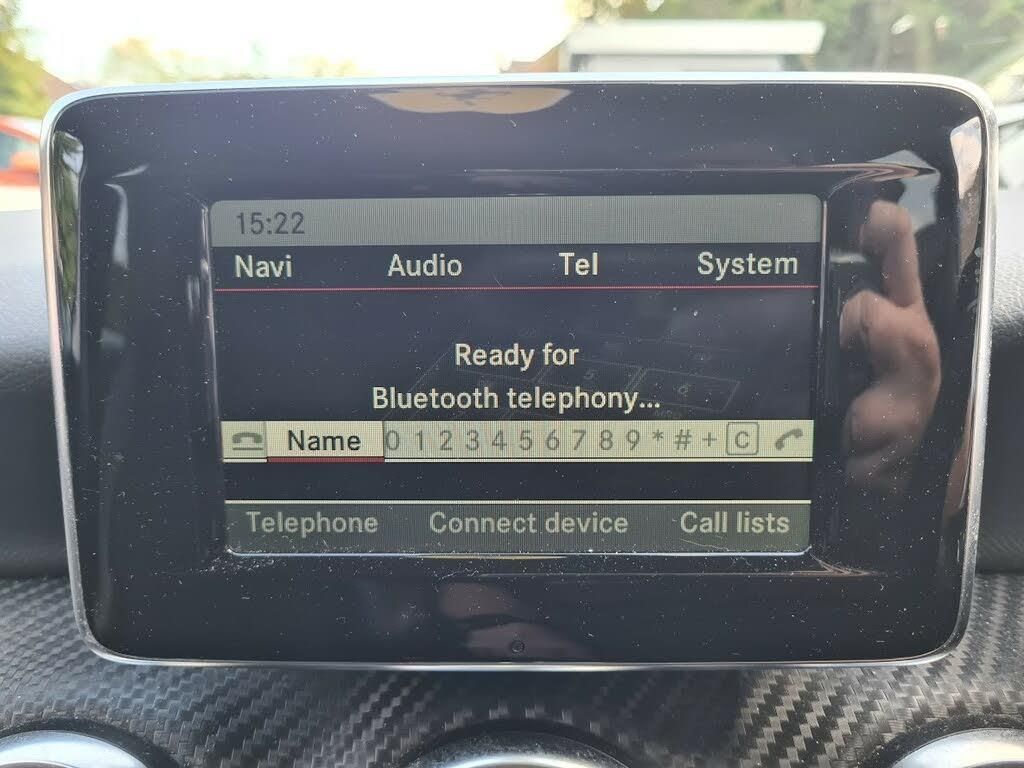 15:22
Navi Audio Tel System
Ready for
Bluetooth telephony...
Name 0 1 2 3 4 5 6 7 8 9 * # + C
Telephone Connect device Call lists